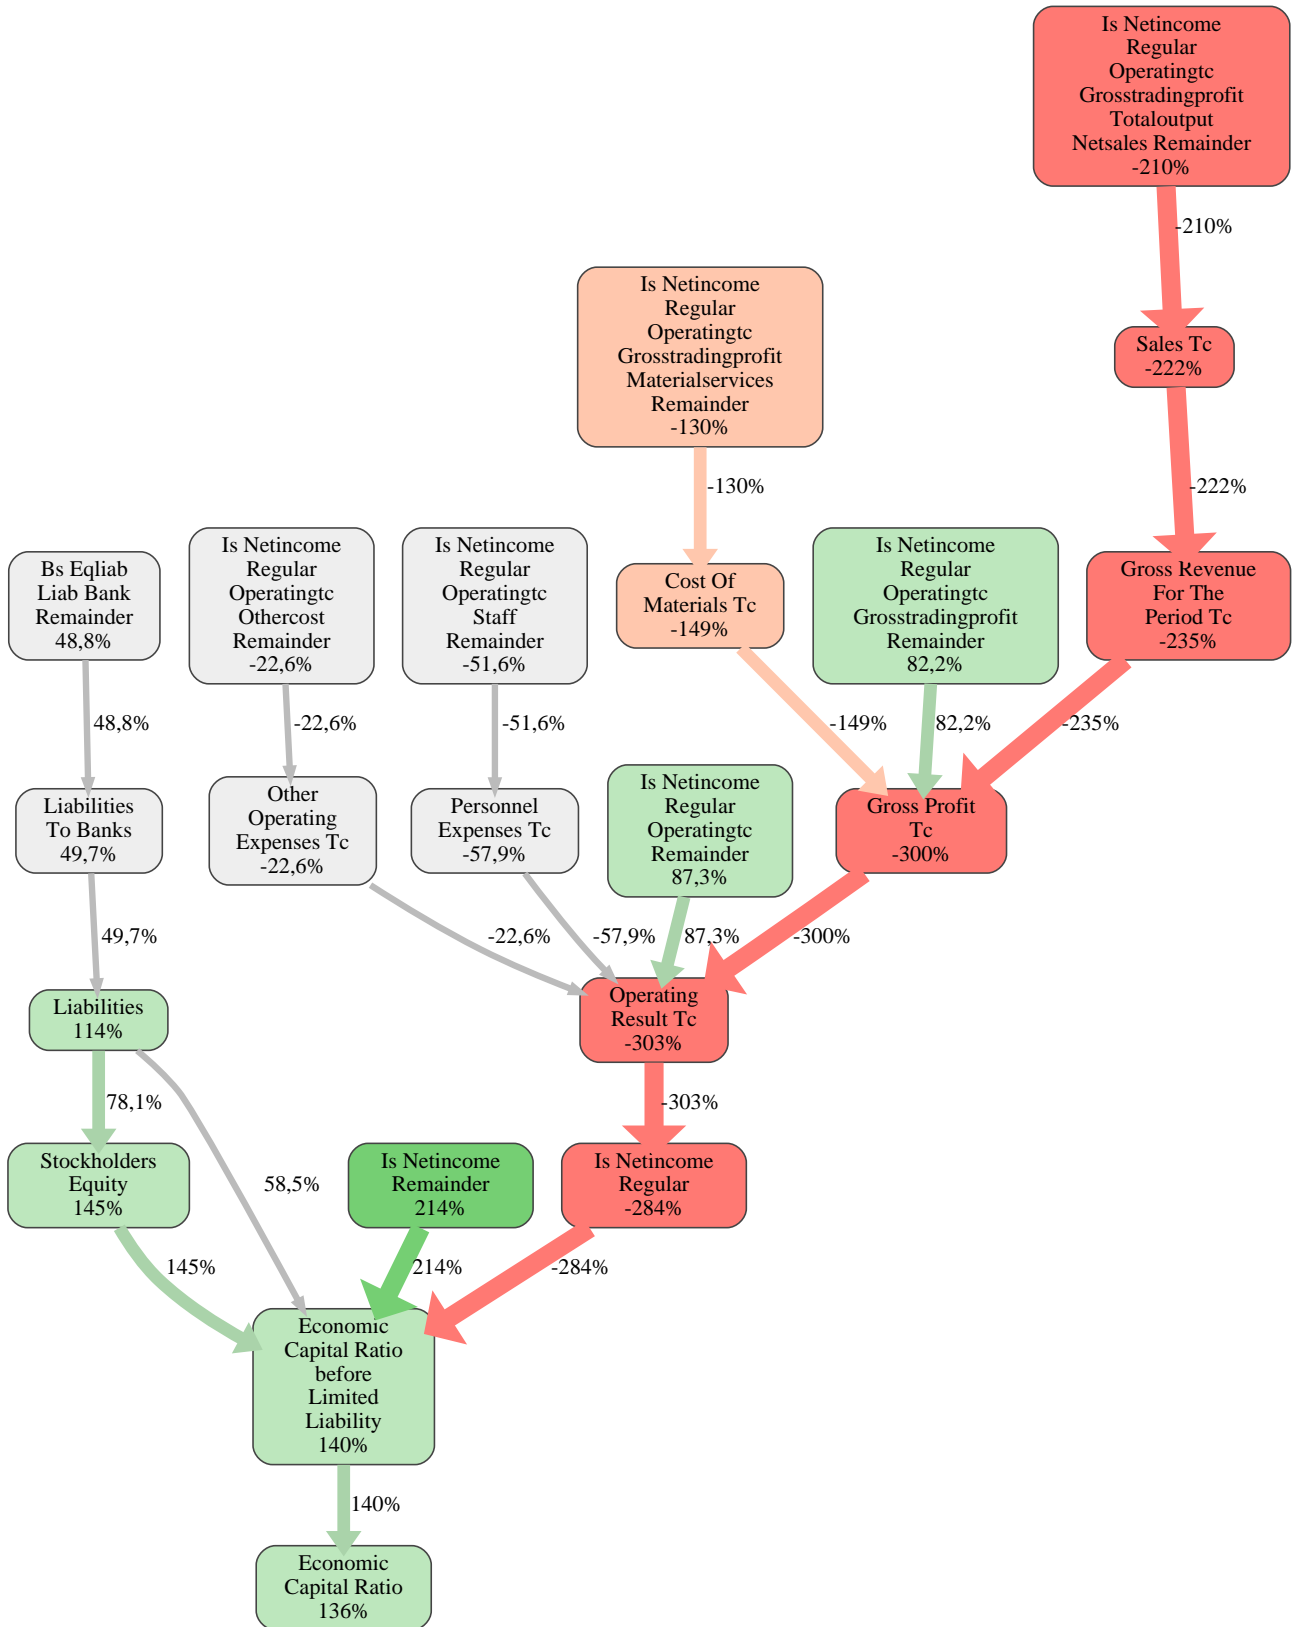 Is Netincome
Regular
Operatingtc
Grosstradingprofit
Totaloutput
Netsales Remainder
-210%
-210%
Is Netincome
Regular
Operatingtc
Grosstradingprofit
Materialservices
Remainder
-130%
Sales Tc
-222%
-130%
-222%
Bs Eqliab
Liab Bank
Remainder
48,8%
Is Netincome
Regular
Operatingtc
Othercost
Remainder
-22,6%
Is Netincome
Regular
Operatingtc
Staff
Remainder
-51,6%
Cost Of
Materials Tc
-149%
Is Netincome
Regular
Operatingtc
Grosstradingprofit
Remainder
82,2%
Gross Revenue
For The
Period Tc
-235%
48,8%
-22,6%
-51,6%
-149%
82,2%
-235%
Liabilities
To Banks
49,7%
Other
Operating
Expenses Tc
-22,6%
Personnel
Expenses Tc
-57,9%
Is Netincome
Regular
Operatingtc
Remainder
87,3%
Gross Profit
Tc
-300%
49,7%
-22,6%
-57,9%
87,3%
-300%
Liabilities
114%
Operating
Result Tc
-303%
78,1%
-303%
Stockholders
Equity
145%
58,5%
Is Netincome
Remainder
214%
Is Netincome
Regular
-284%
145%
214%
-284%
Economic
Capital Ratio
before
Limited
Liability
140%
140%
Economic
Capital Ratio
136%